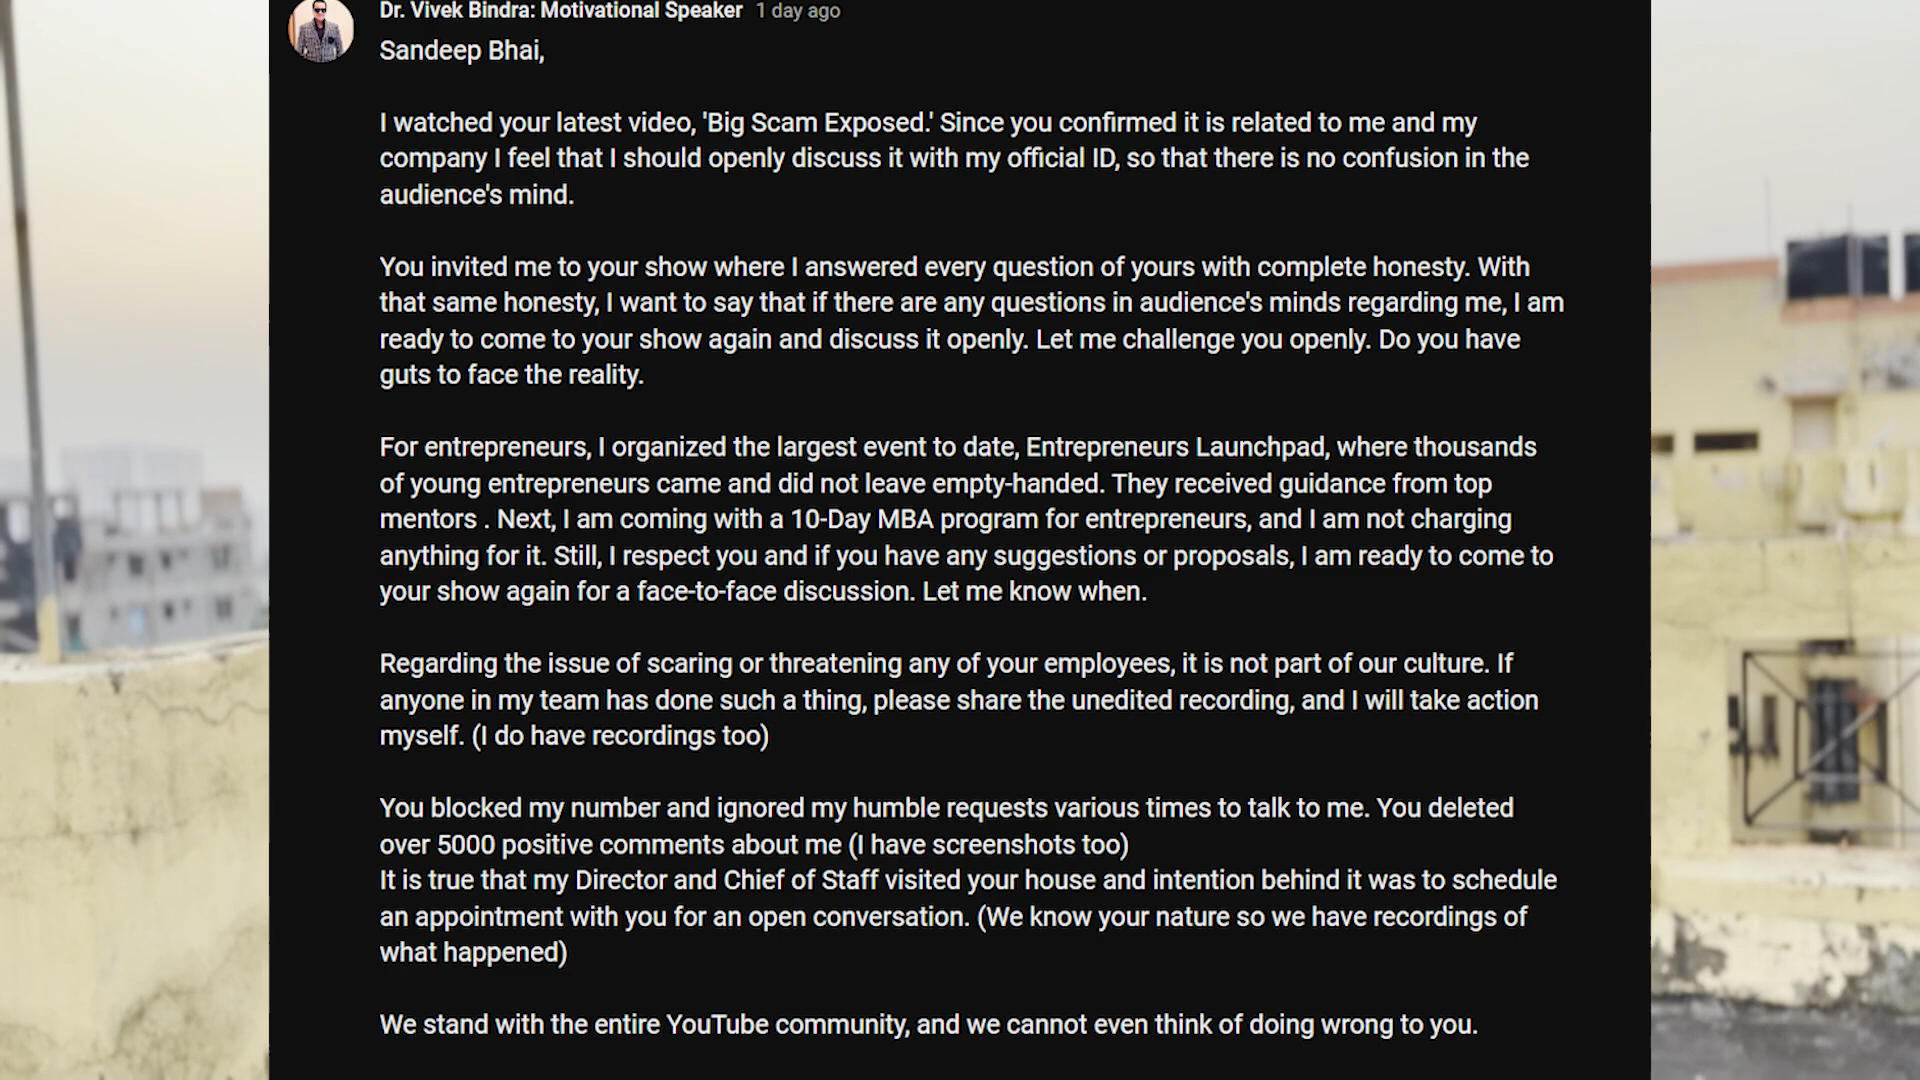 Dr. Vivek Bindra: Motivational Speaker 1 day ago
Sandeep Bhai,
I watched your latest video, 'Big Scam Exposed.' Since you confirmed it is related to me and my
company I feel that I should openly discuss it with my official ID, so that there is no confusion in the
audience's mind.
You invited me to your show where I answered every question of yours with complete honesty. With
that same honesty, I want to say that if there are any questions in audience's minds regarding me, I am
ready to come to your show again and discuss it openly. Let me challenge you openly. Do you have
guts to face the reality.
For entrepreneurs, I organized the largest event to date, Entrepreneurs Launchpad, where thousands
of young entrepreneurs came and did not leave empty-handed. They received guidance from top
mentors . Next, I am coming with a 10-Day MBA program for entrepreneurs, and I am not charging
anything for it. Still, I respect you and if you have any suggestions or proposals, I am ready to come to
your show again for a face-to-face discussion. Let me know when.
Regarding the issue of scaring or threatening any of your employees, it is not part of our culture. If
anyone in my team has done such a thing, please share the unedited recording, and I will take action
myself. (I do have recordings too)
You blocked my number and ignored my humble requests various times to talk to me. You deleted
over 5000 positive comments about me (I have screenshots too)
It is true that my Director and Chief of Staff visited your house and intention behind it was to schedule
an appointment with you for an open conversation. (We know your nature so we have recordings of
what happened)
We stand with the entire YouTube community, and we cannot even think of doing wrong to you.